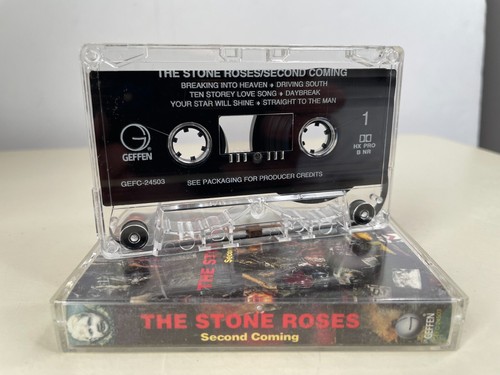 THE STONE ROSES/SECOND COMING
BREAKING INTO HEAVEN + DRIVING SOUTH
TEN STOREY LOVE SONG + DAYBREAK
YOUR STAR WILL SHINE + STRAIGHT TO THE MAN
1
GEFFEN
HX PRO
B NR
GEFC-24503
SEE PACKAGING FOR PRODUCER CREDITS
THE S
Second
THE STONE ROSES
Second Coming
GEFFEN